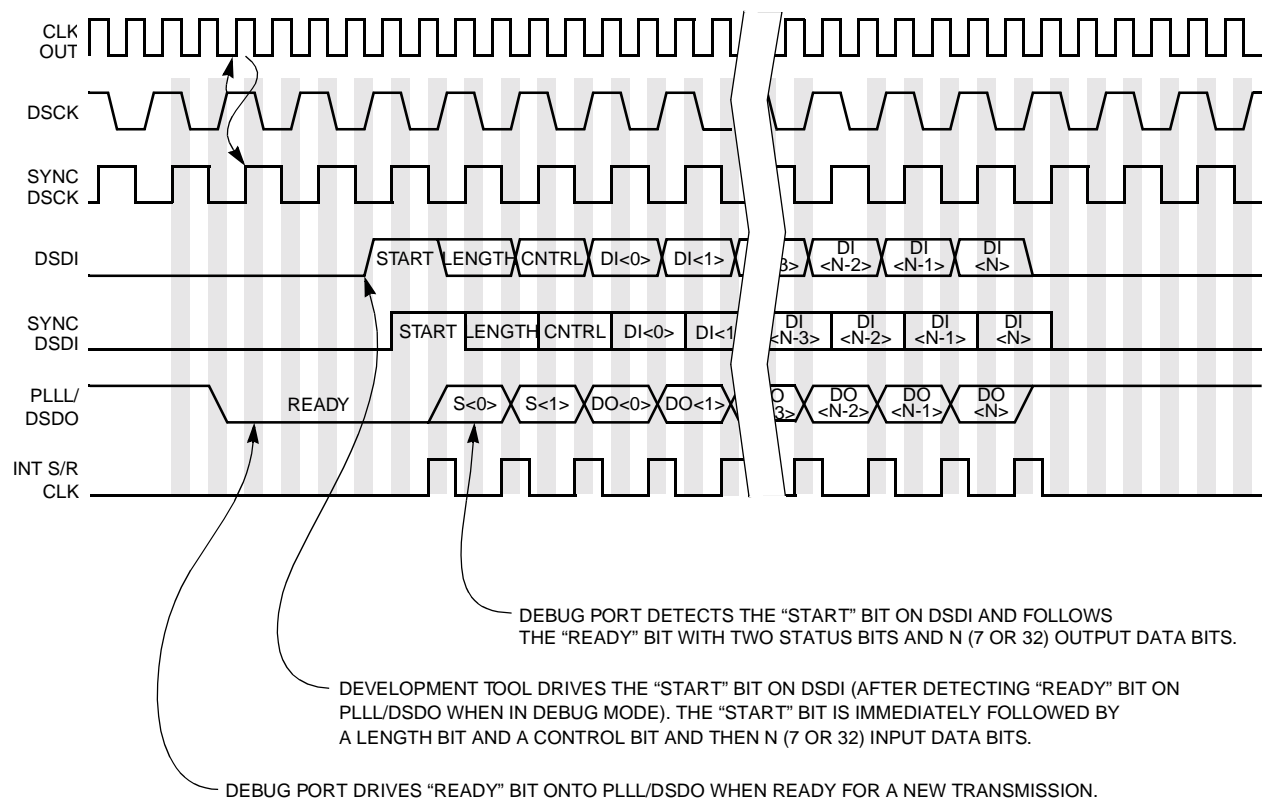 CLK
OUT
DSCK
SYNC
DSCK
DSDI
START LENGTH CNTRL DI<0> DI<1> 3> DI <N-2> DI <N-1> DI <N>
SYNC
DSDI
START LENGTH CNTRL DI<0> DI<1 DI <N-3> DI <N-2> DI <N-1> DI <N>
PLLL/
DSDO
READY S<0> S<1> DO<0> DO<1> O 3> DO <N-2> DO <N-1> DO <N>
INT S/R
CLK
DEBUG PORT DETECTS THE “START” BIT ON DSDI AND FOLLOWS
THE “READY” BIT WITH TWO STATUS BITS AND N (7 OR 32) OUTPUT DATA BITS.
DEVELOPMENT TOOL DRIVES THE “START” BIT ON DSDI (AFTER DETECTING “READY” BIT ON
PLLL/DSDO WHEN IN DEBUG MODE). THE “START” BIT IS IMMEDIATELY FOLLOWED BY
A LENGTH BIT AND A CONTROL BIT AND THEN N (7 OR 32) INPUT DATA BITS.
DEBUG PORT DRIVES “READY” BIT ONTO PLLL/DSDO WHEN READY FOR A NEW TRANSMISSION.